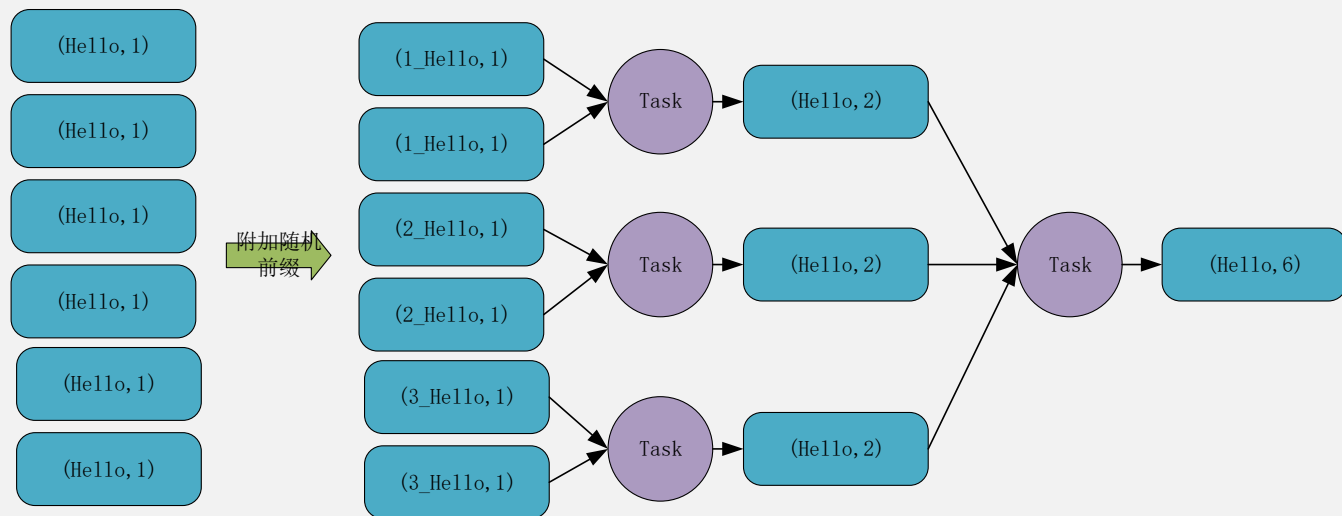 (Hello,1)
(Hello,1)
(Hello,1)
(Hello,1)
(Hello,1)
(Hello,1)
附加随机
前缀
(1_Hello,1)
(1_Hello,1)
(2_Hello,1)
(2_Hello,1)
(3_Hello,1)
(3_Hello,1)
Task
Task
Task
(Hello,2)
(Hello,2)
(Hello,2)
Task
(Hello,6)